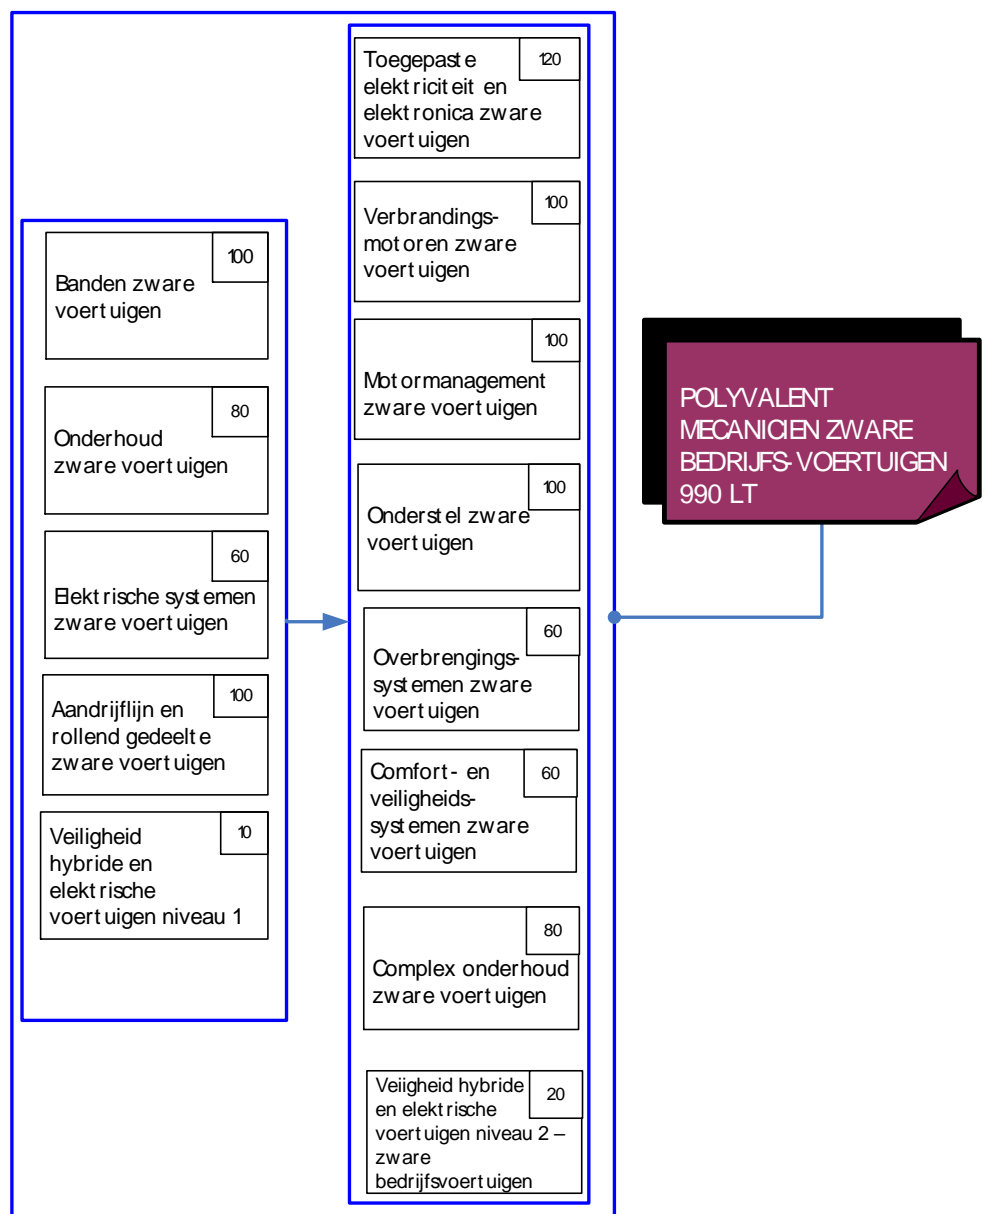 100
Banden zware
voertuigen
80
Onderhoud
zware voertuigen
60
Elektrische systemen
zware voertuigen
100
Aandrijflijn en
rollend gedeelte
zware voertuigen
10
Veiligheid
hybride en
elektrische
voertuigen niveau 1
Toegepaste
120
elektriciteit en
elektronica zware
voertuigen
100
Verbrandings-
motoren zware
voertuigen
100
Motormanagement
zware voertuigen
100
Onderstel zware
voertuigen
60
Overbrengings-
systemen zware
voertuigen
Comfort- en
60
veiligheids-
systemen zware
voertuigen
80
Complex onderhoud
zware voertuigen
Veiigheid hybride
20
en elektrische
voertuigen niveau 2 –
zware
bedrijfsvoertuigen
POLYVALENT
MECANICIEN ZWARE
BEDRIJFS-VOERTUIGEN
990 LT